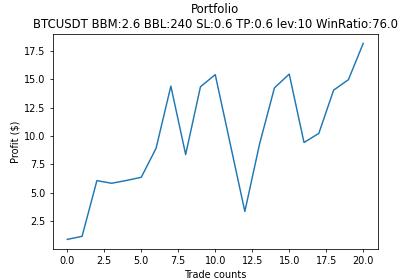 Portfolio
BTCUSDT BBM:2.6 BBL:240 SL:0.6 TP:0.6 lev:10 WinRatio:76.0
Profit ($)
17.5
15.0
12.5
10.0
7.5
5.0
2.5
0.0 2.5 5.0 7.5 10.0 12.5 15.0 17.5 20.0
Trade counts